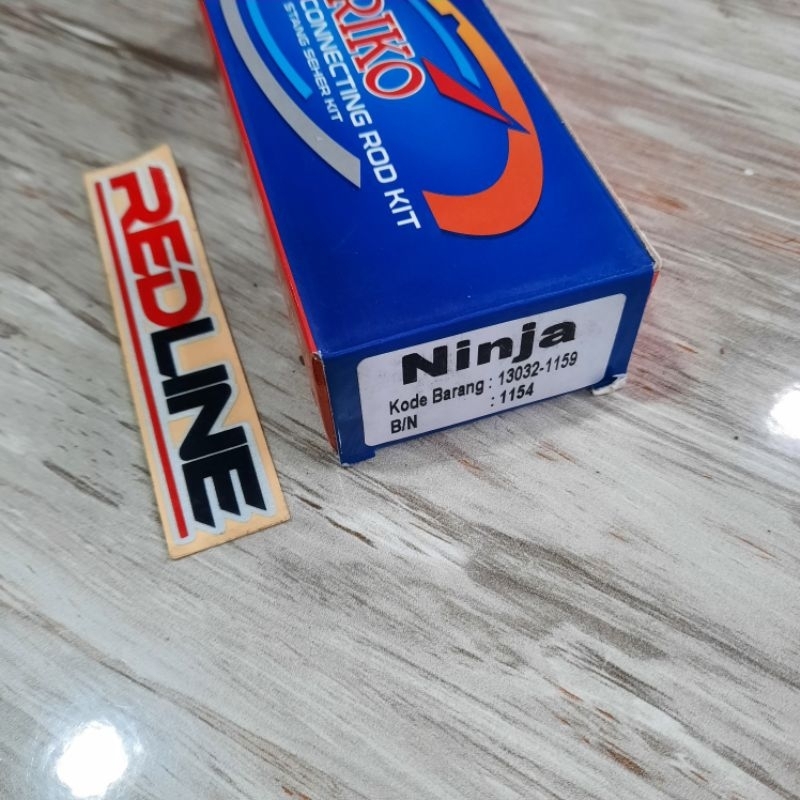 RIKO
CONNECTING ROD KIT
STANG SEHER KIT
REDLINE
Ninja
Kode Barang : 13032-1159
B/N : 1154